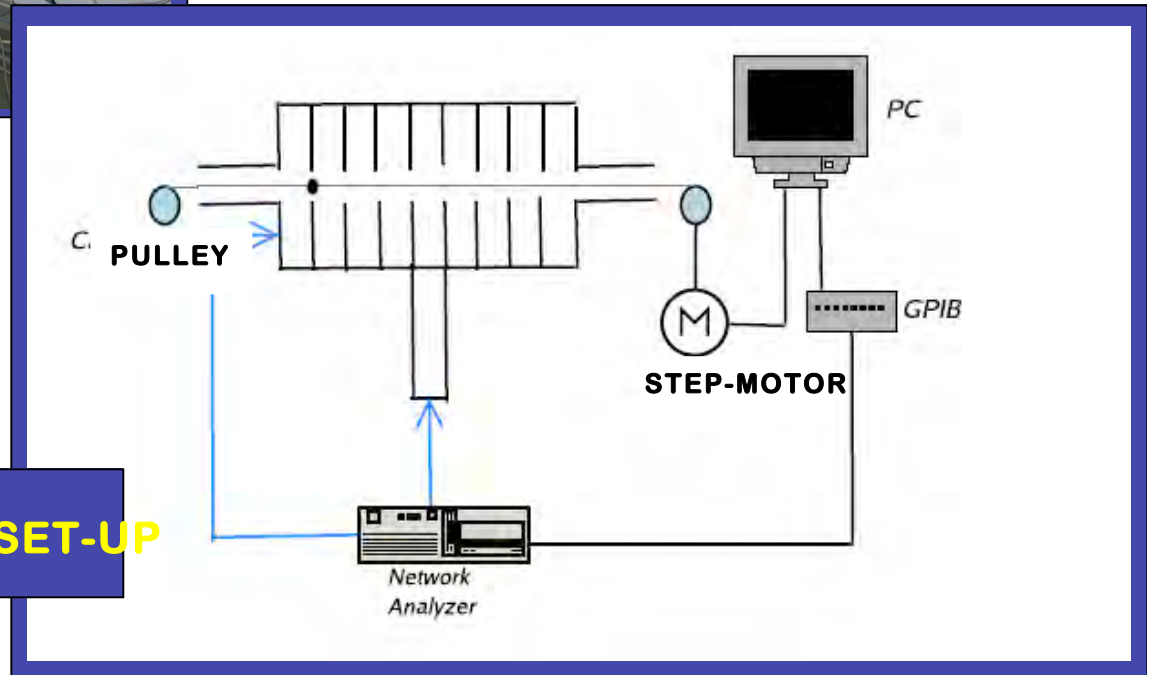 PC
C.
PULLEY
GPIB
M
STEP-MOTOR
SET-UP
Network
Analyzer